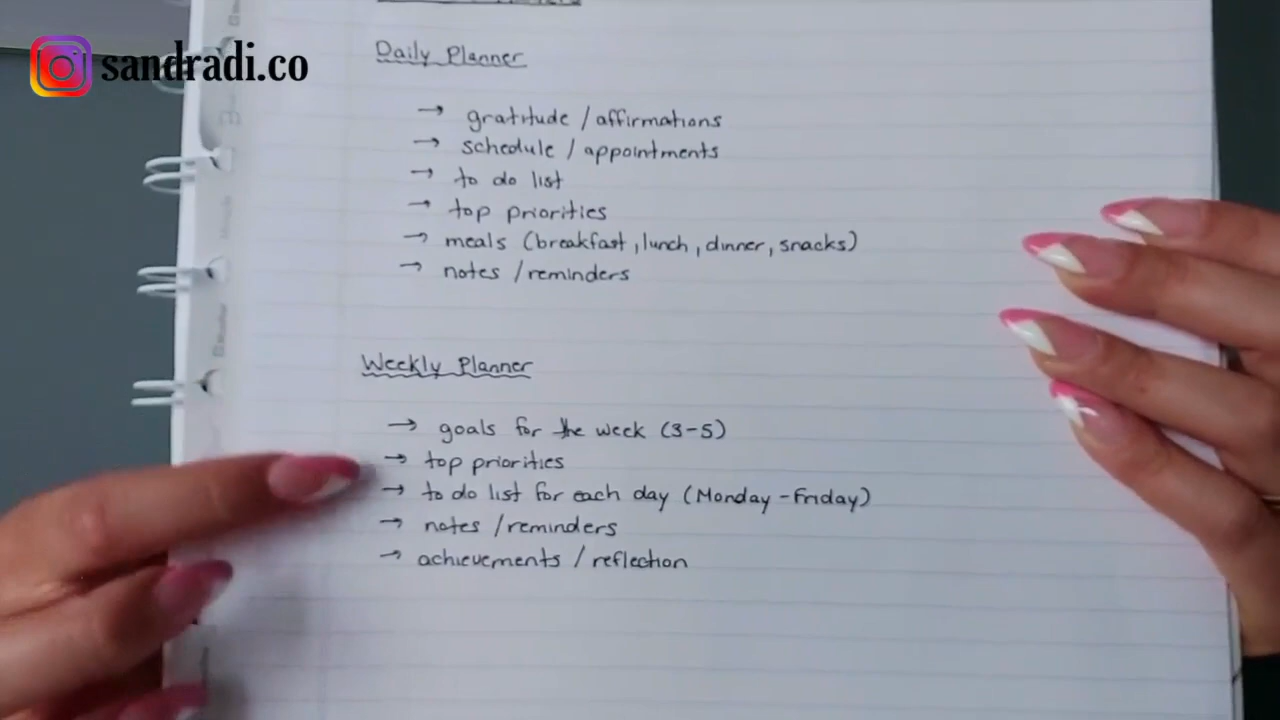 sandradi.co
Daily Planner
→ gratitude / affirmations
→ schedule / appointments
→ to do list
→ top priorities
→ meals (breakfast, lunch, dinner, snacks)
→ notes / reminders
Weekly Planner
→ goals for the week (3-5)
→ top priorities
→ to do list for each day (Monday - Friday)
→ notes / reminders
→ achievements / reflection